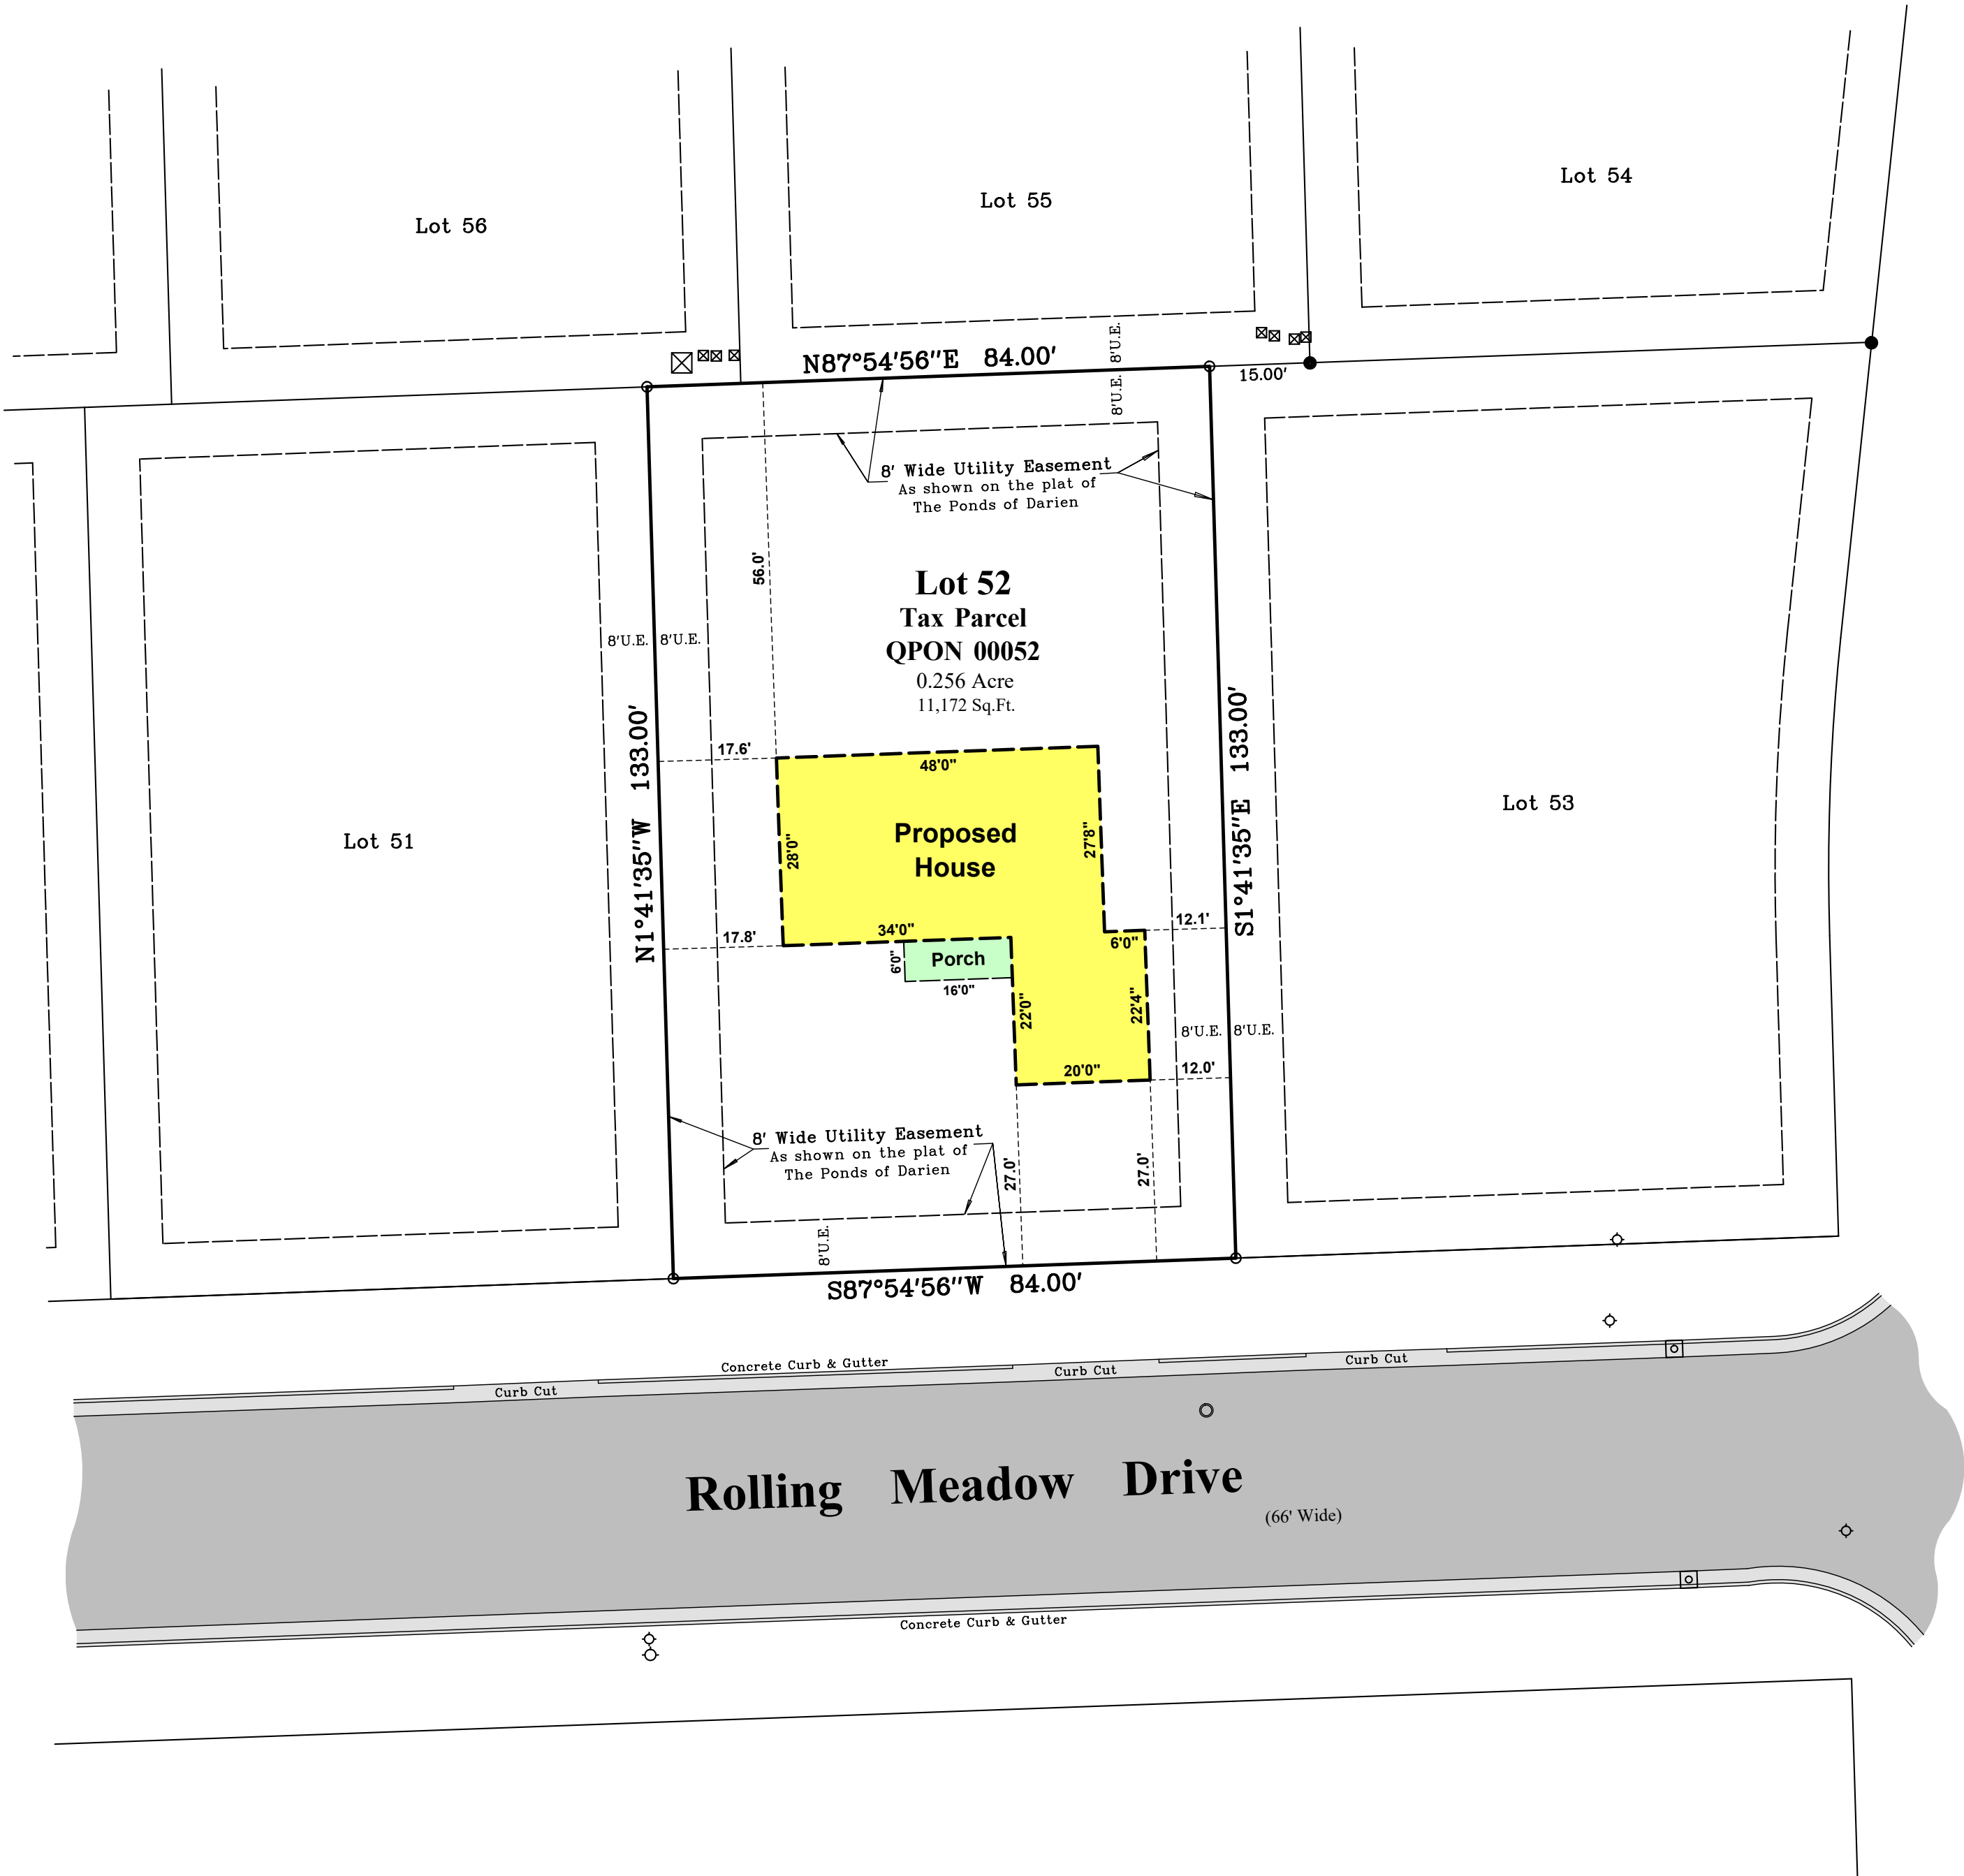 Lot 54
Lot 55
Lot 56
8'U.E.
N87°54'56"E 84.00'
15.00'
8'U.E.
8' Wide Utility Easement
As shown on the plat of
The Ponds of Darien
56.0'
Lot 52
Tax Parcel
QPON 00052
0.256 Acre
11,172 Sq.Ft.
8'U.E.
8'U.E.
N1°41'35"W 133.00'
S1°41'35"E 133.00'
17.6'
48'0"
Lot 51
Lot 53
28'0"
Proposed
House
27'8"
17.8'
34'0"
12.1'
6'0"
6'0"
Porch
16'0"
22'0"
22'4"
8'U.E.
8'U.E.
20'0"
12.0'
8' Wide Utility Easement
As shown on the plat of
The Ponds of Darien
27.0'
27.0'
8'U.E.
S87°54'56"W 84.00'
Concrete Curb & Gutter
Curb Cut
Curb Cut
Curb Cut
Rolling Meadow Drive
(66' Wide)
Concrete Curb & Gutter